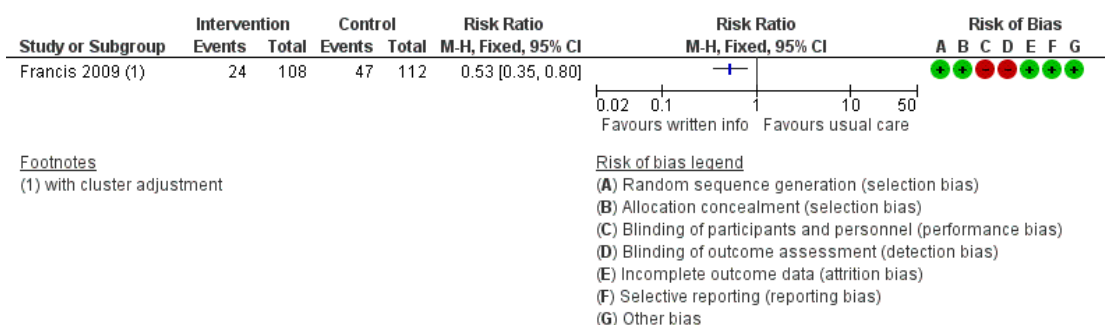 Intervention Control Risk Ratio Risk Ratio Risk of Bias
Study or Subgroup Events Total Events Total M-H, Fixed, 95% CI M-H, Fixed, 95% CI A B C D E F G
Francis 2009 (1) 24 108 47 112 0.53 [0.35, 0.80] + + – – + + +
0.02 0.1 1 10 50
Favours written info Favours usual care
Footnotes
(1) with cluster adjustment
Risk of bias legend
(A) Random sequence generation (selection bias)
(B) Allocation concealment (selection bias)
(C) Blinding of participants and personnel (performance bias)
(D) Blinding of outcome assessment (detection bias)
(E) Incomplete outcome data (attrition bias)
(F) Selective reporting (reporting bias)
(G) Other bias